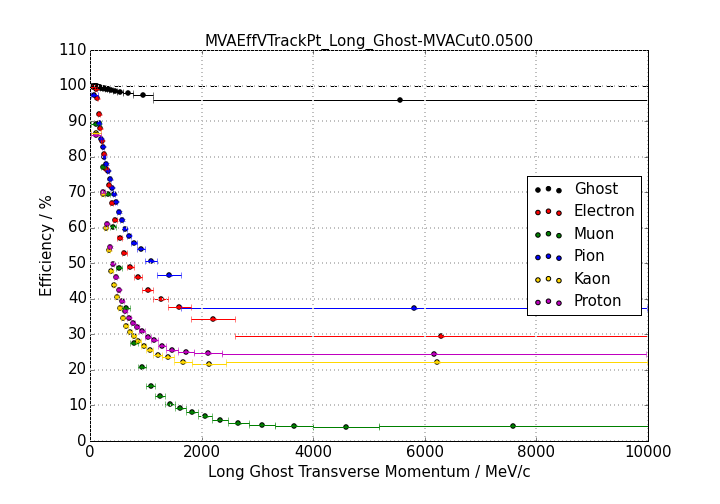 MVAEffVTrackPt_Long_Ghost-MVACut0.0500
110
100
90
80
70
60
50
40
30
20
10
0
Efficiency / %
Ghost
Electron
Muon
Pion
Kaon
Proton
0 2000 4000 6000 8000 10000
Long Ghost Transverse Momentum / MeV/c